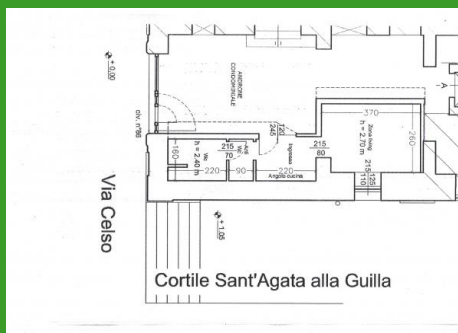 + 0.00
ANDRONE
CONDOMINIALE
A
civ. n°86
120
245
370
Zona living
h = 2.70 m
260
Wc
h = 2.40 m
160
215
70
Anti
Wc
Ingresso
215
80
220
90
220
Angolo cucina
215
125
110
Via Celso
+ 1.05
Cortile Sant'Agata alla Guilla